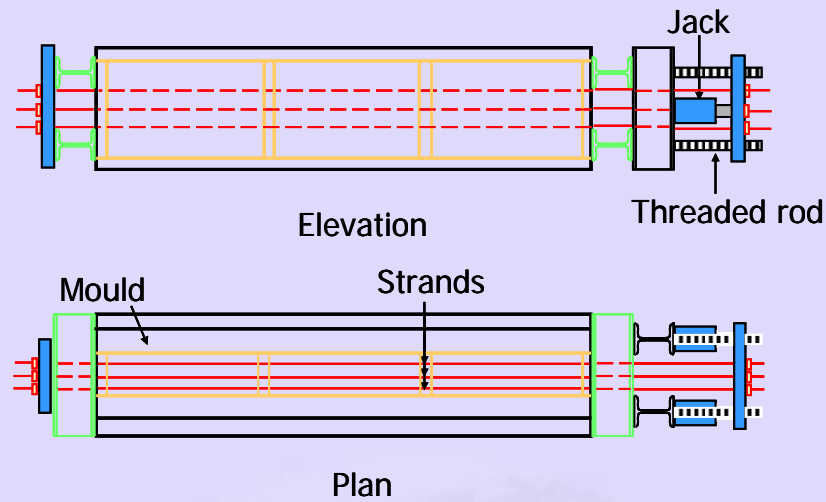 Jack
Threaded rod
Elevation
Strands
Mould
Plan